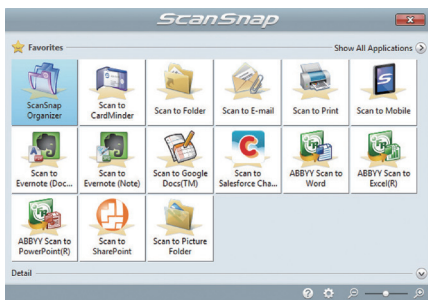 ScanSnap
Favorites
Show All Applications
ScanSnap Organizer
Scan to CardMinder
Scan to Folder
Scan to E-mail
Scan to Print
Scan to Mobile
Scan to Evernote (Doc...
Scan to Evernote (Note)
Scan to Google Docs(TM)
Scan to Salesforce Cha...
ABBYY Scan to Word
ABBYY Scan to Excel(R)
ABBYY Scan to PowerPoint(R)
Scan to SharePoint
Scan to Picture Folder
Detail